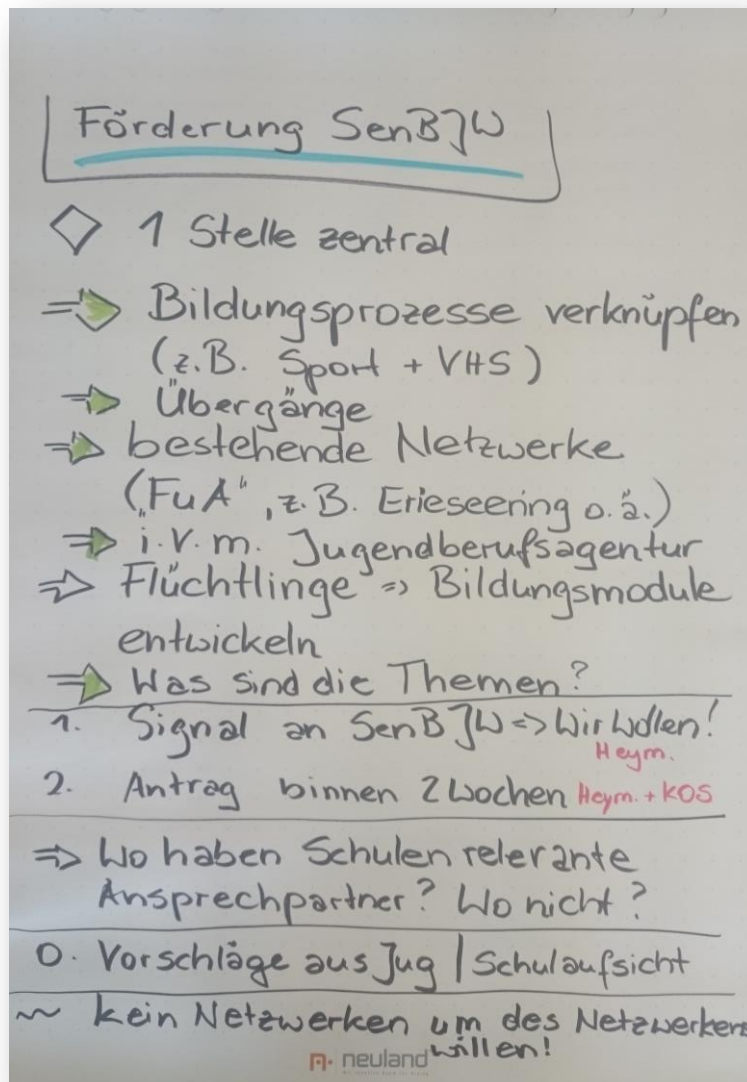 Förderung SenBJW
1 Stelle zentral
⇒ Bildungsprozesse verknüpfen
(z.B. Sport + VHS)
⇒ Übergänge
⇒ bestehende Netzwerke
("FuA", z.B. Erieseering o.ä.)
⇒ i.V.m. Jugendberufsagentur
⇒ Flüchtlinge ⇒ Bildungsmodule
entwickeln
⇒ Was sind die Themen?
1. Signal an SenBJW ⇒ Wir wollen!
Heym.
2. Antrag binnen 2 Wochen Heym. + KOS
⇒ Wo haben Schulen relevante
Ansprechpartner? Wo nicht?
0. Vorschläge aus Jug | Schulaufsicht
~ kein Netzwerken um des Netzwerkens
willen!
neuland